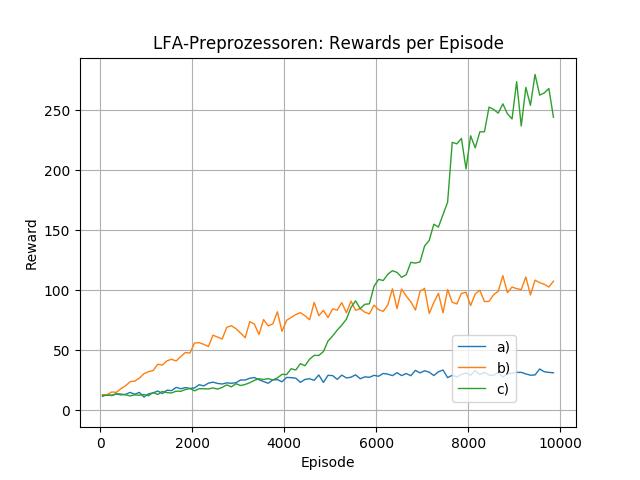 LFA-Preprozessoren: Rewards per Episode
Reward
250
200
150
100
50
0
a)
b)
c)
0 2000 4000 6000 8000 10000
Episode